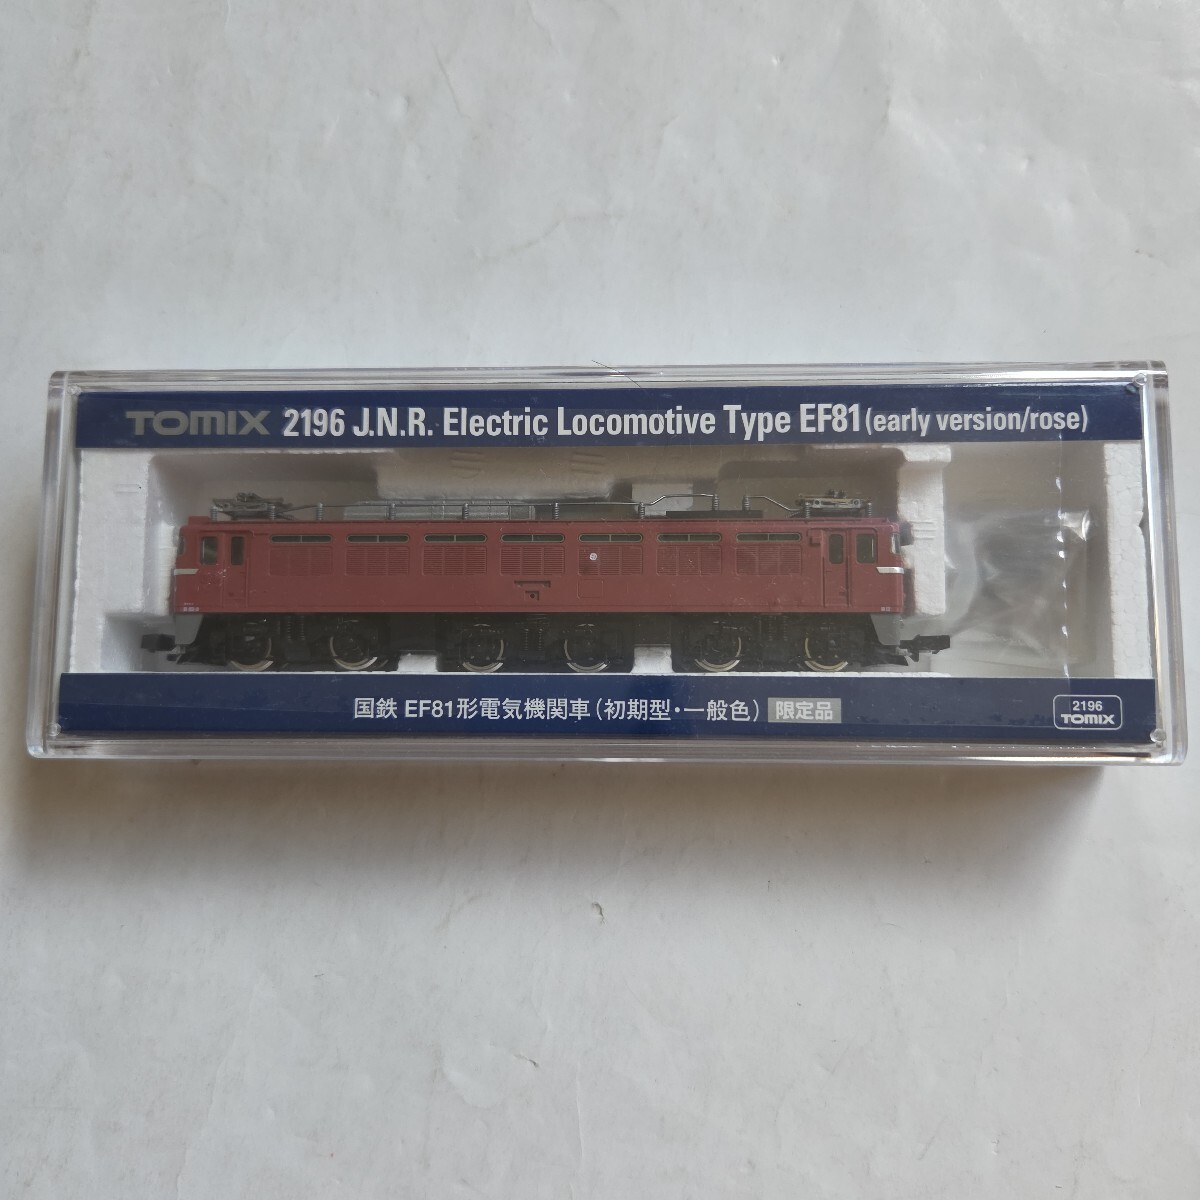 TOMIX 2196 J.N.R. Electric Locomotive Type EF81(early version/rose)
国鉄 EF81形電気機関車(初期型・一般色) 限定品
2196
TOMIX